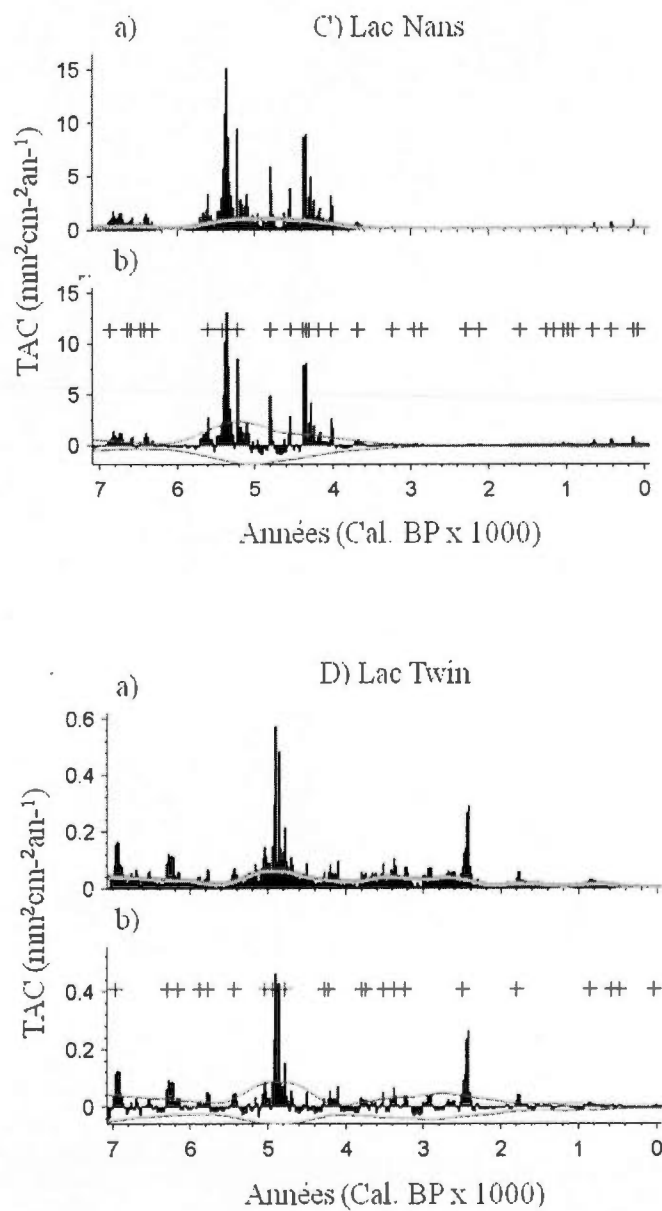 a) C) Lac Nans
15
10
5
0
b)
15
10
5
0
TAC (mm²cm-²an-¹)
7 6 5 4 3 2 1 0
Années (Cal. BP x 1000)
a) D) Lac Twin
0.6
0.4
0.2
0
b)
0.4
0.2
0
TAC (mm²cm-²an-¹)
7 6 5 4 3 2 1 0
Années (Cal. BP x 1000)